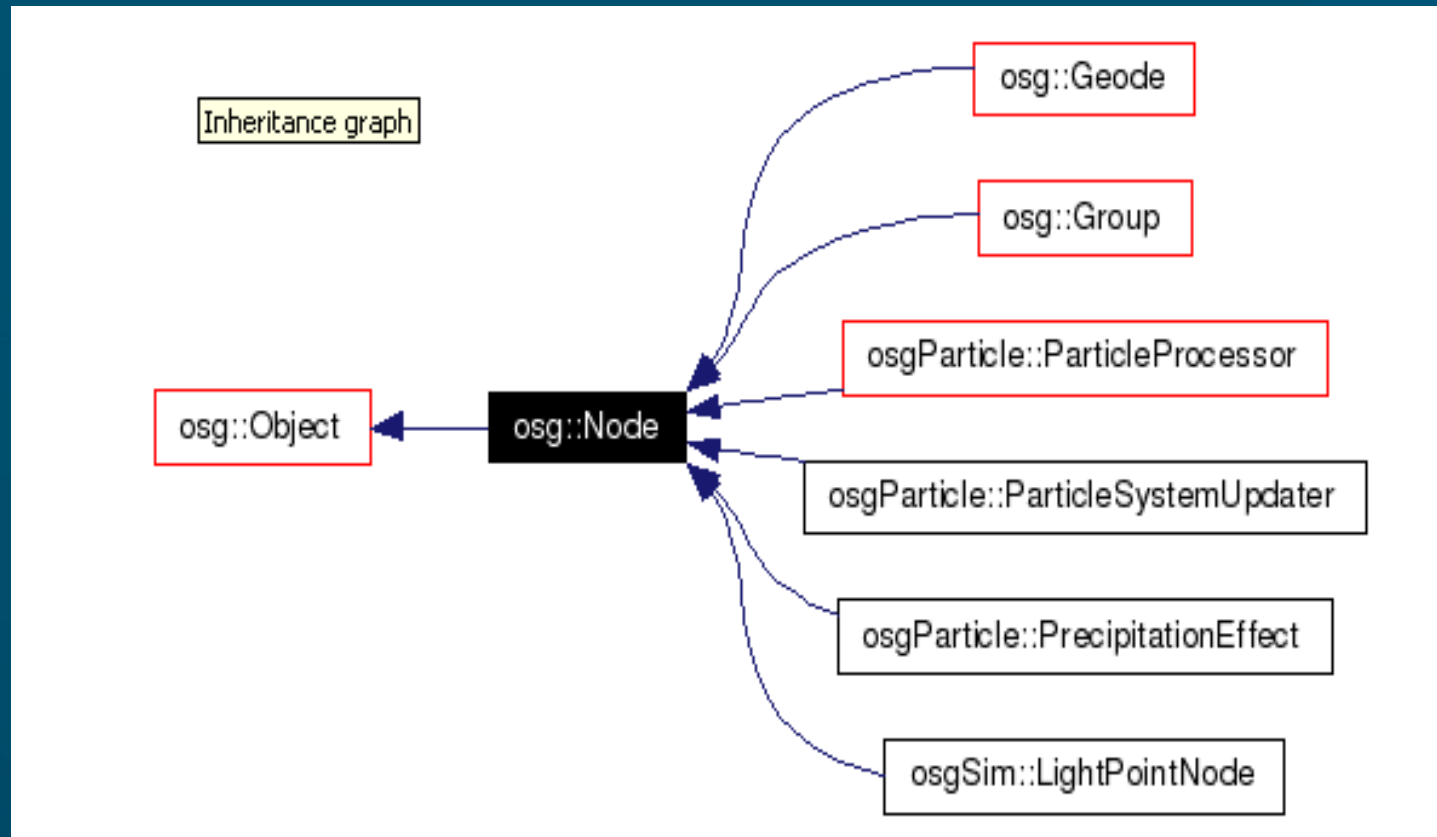 Inheritance graph
osg::Geode
osg::Group
osgParticle::ParticleProcessor
osg::Object
osg::Node
osgParticle::ParticleSystemUpdater
osgParticle::PrecipitationEffect
osgSim::LightPointNode